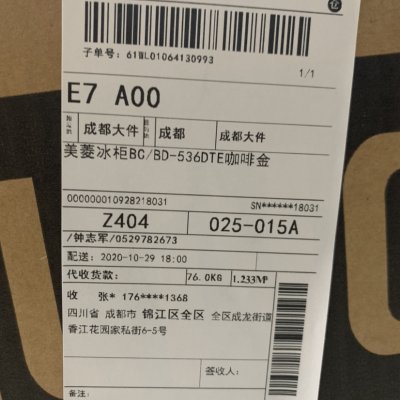 子单号: 61WL01064130993
1/1
E7 A00
成都大件 成都 成都大件
美菱冰柜BC/BD-536DTE咖啡金
000000010928218031 SN******18031
Z404 025-015A
/钟志军/0529782673
配送: 2020-10-29 18:00
代收货款: 76.0KG 1.233M³
收 张* 176****1368
四川省 成都市 锦江区全区 全区成龙街道
香江花园家私街6-5号
签收人:
备注: